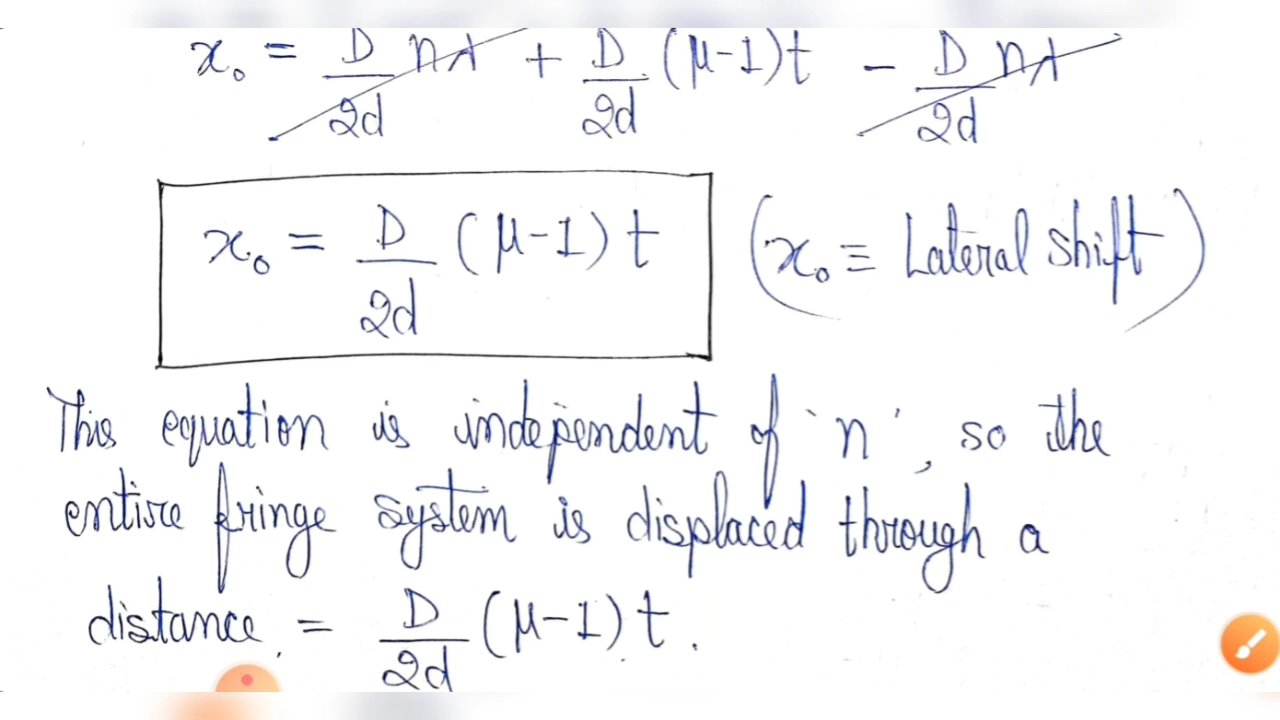 x₀ = D/2d nλ + D/2d (μ-1)t - D/2d nλ
x₀ = D/2d (μ-1) t (x₀ ≡ Lateral shift)
This equation is independent of 'n', so the
entire fringe system is displaced through a
distance = D/2d (μ-1) t.